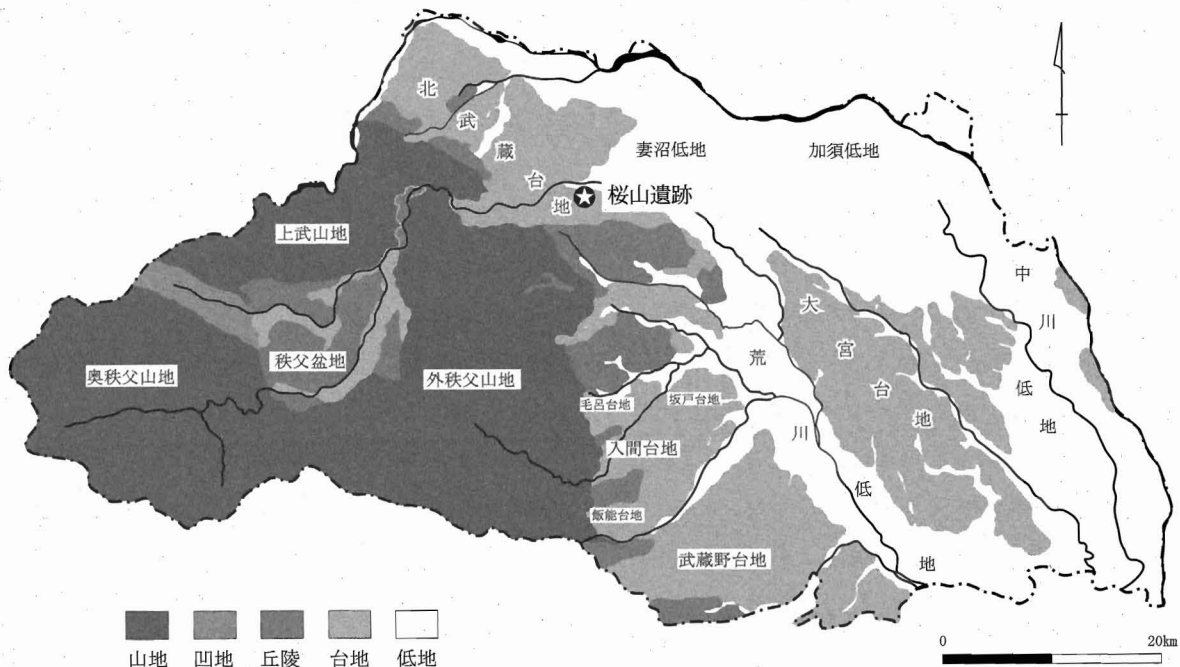 北武蔵台地
妻沼低地
加須低地
桜山遺跡
上武山地
中川低地
大宮台地
秩父盆地
奥秩父山地
外秩父山地
荒川低地
毛呂台地
坂戸台地
入間台地
飯能台地
武蔵野台地
山地
凹地
丘陵
台地
低地
0
20km